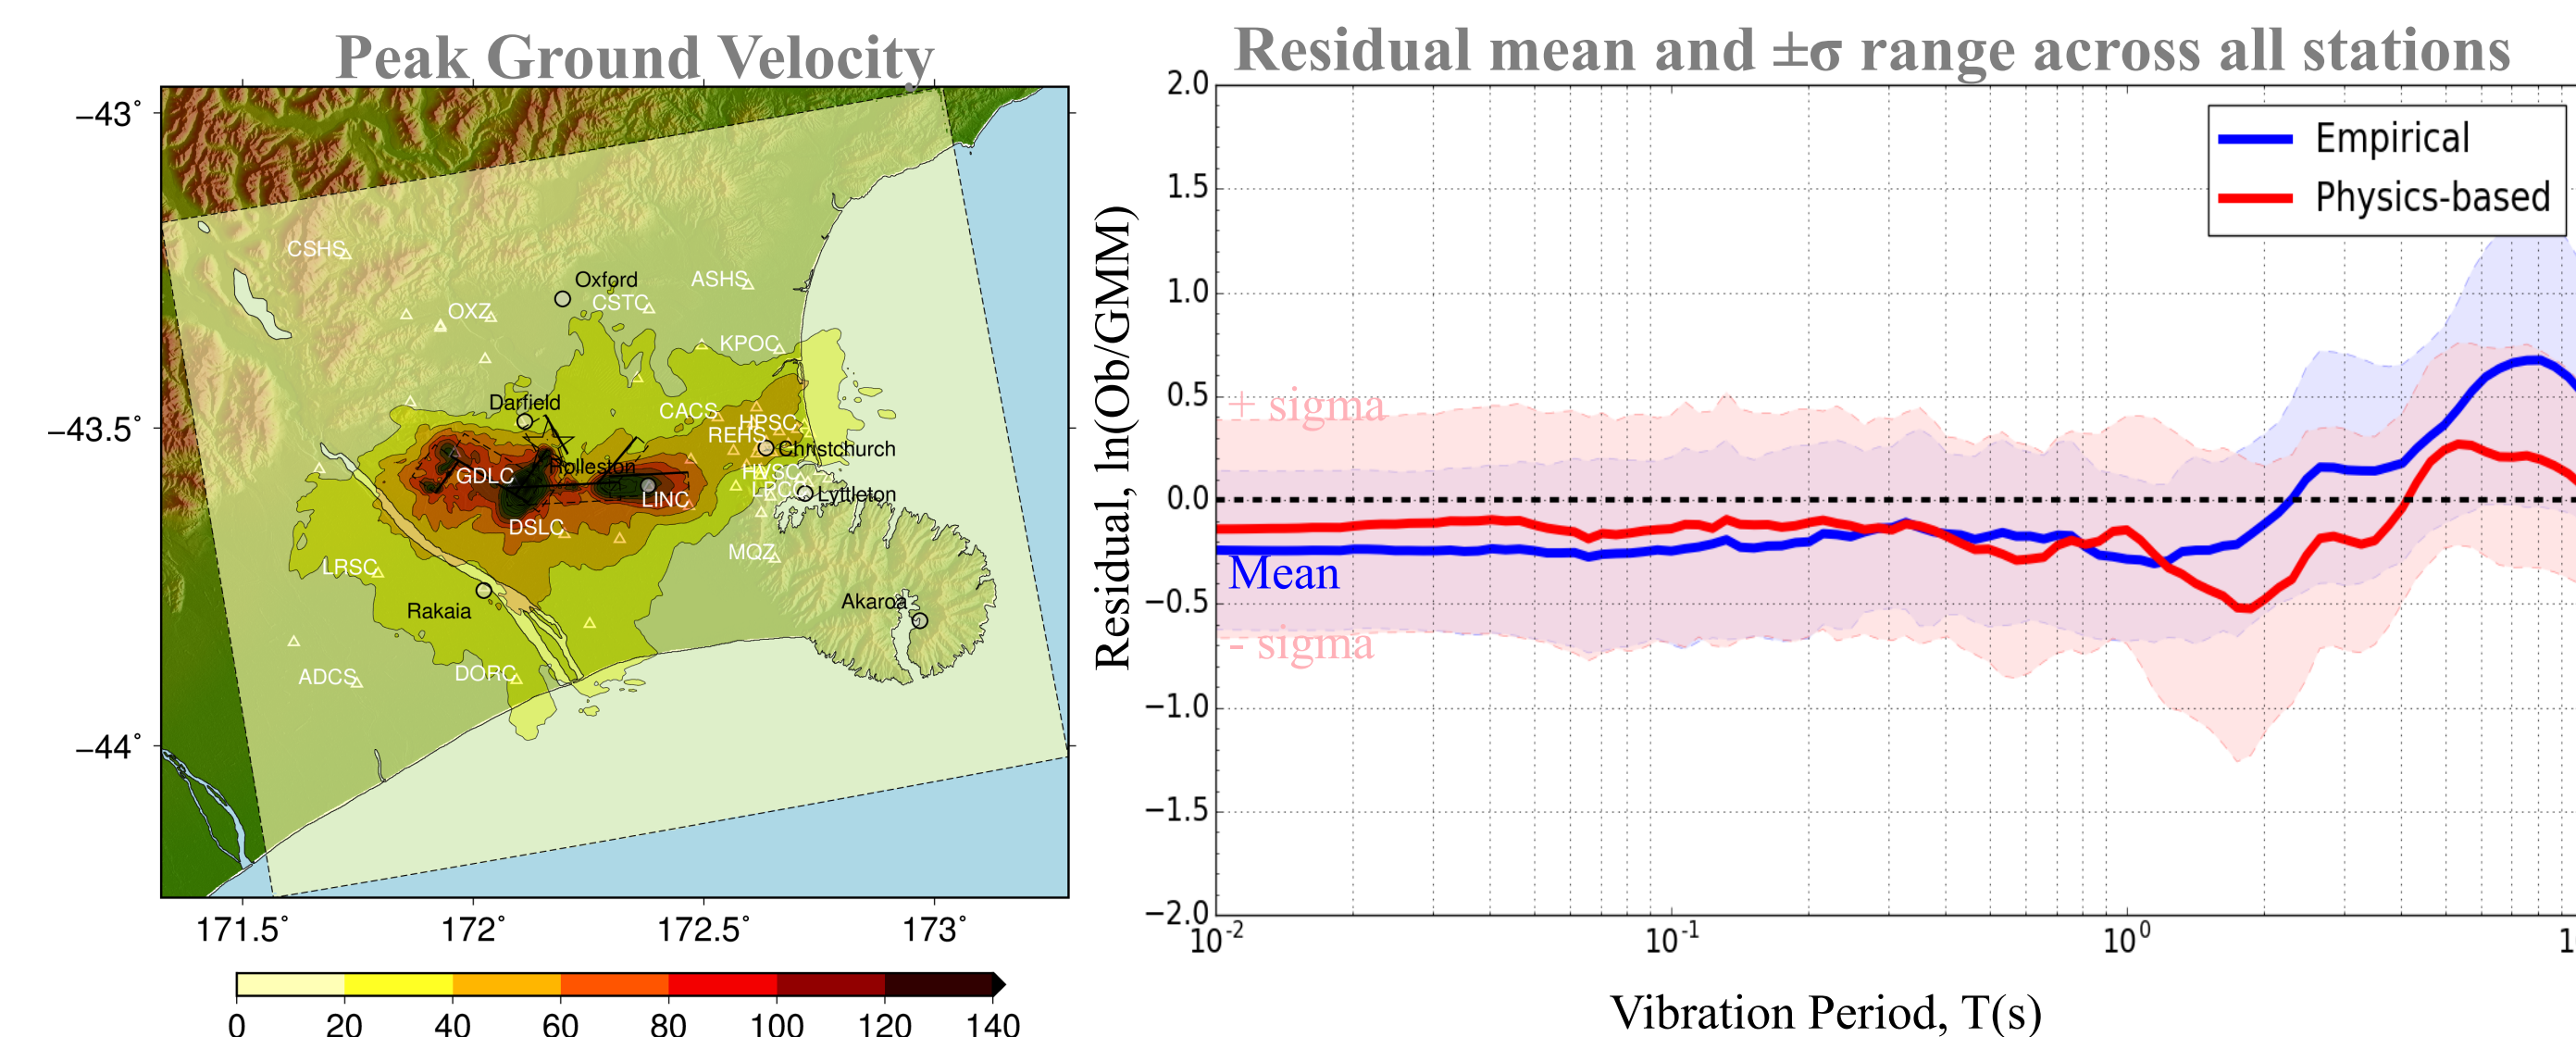 Peak Ground Velocity
−43°
−43.5°
−44°
171.5°
172°
172.5°
173°
CSHS
OXZ
Oxford
CSTC
ASHS
KPOC
Darfield
CACS
HPSC
REHS
Christchurch
GDLC
Rolleston
HVSC
LINC
LPCC
Lyttleton
DSLC
MQZ
LRSC
Rakaia
Akaroa
ADCS
DORC
0 20 40 60 80 100 120 140
Residual mean and ±σ range across all stations
Residual, ln(Ob/GMM)
2.0
1.5
1.0
0.5
0.0
−0.5
−1.0
−1.5
−2.0
Empirical
Physics-based
+ sigma
Mean
- sigma
10-2 10-1 100 1
Vibration Period, T(s)